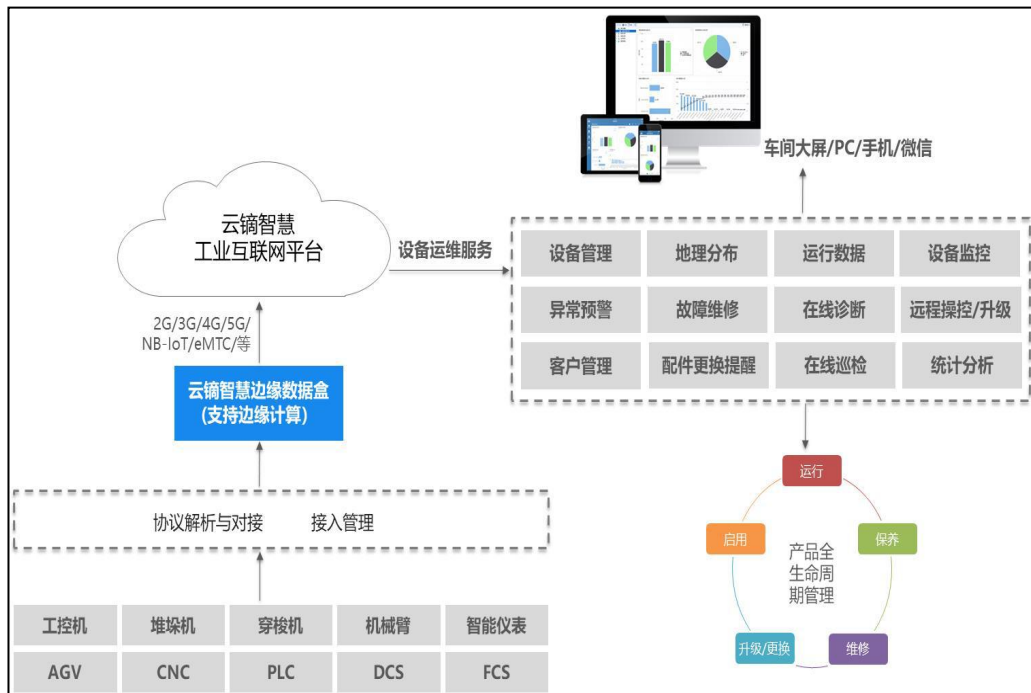 车间大屏/PC/手机/微信
云镝智慧
工业互联网平台
设备运维服务
设备管理
地理分布
运行数据
设备监控
异常预警
故障维修
在线诊断
远程操控/升级
客户管理
配件更换提醒
在线巡检
统计分析
2G/3G/4G/5G/
NB-IoT/eMTC/等
云镝智慧边缘数据盒
(支持边缘计算)
协议解析与对接
接入管理
工控机
堆垛机
穿梭机
机械臂
智能仪表
AGV
CNC
PLC
DCS
FCS
运行
启用
保养
产品全
生命周
期管理
升级/更换
维修